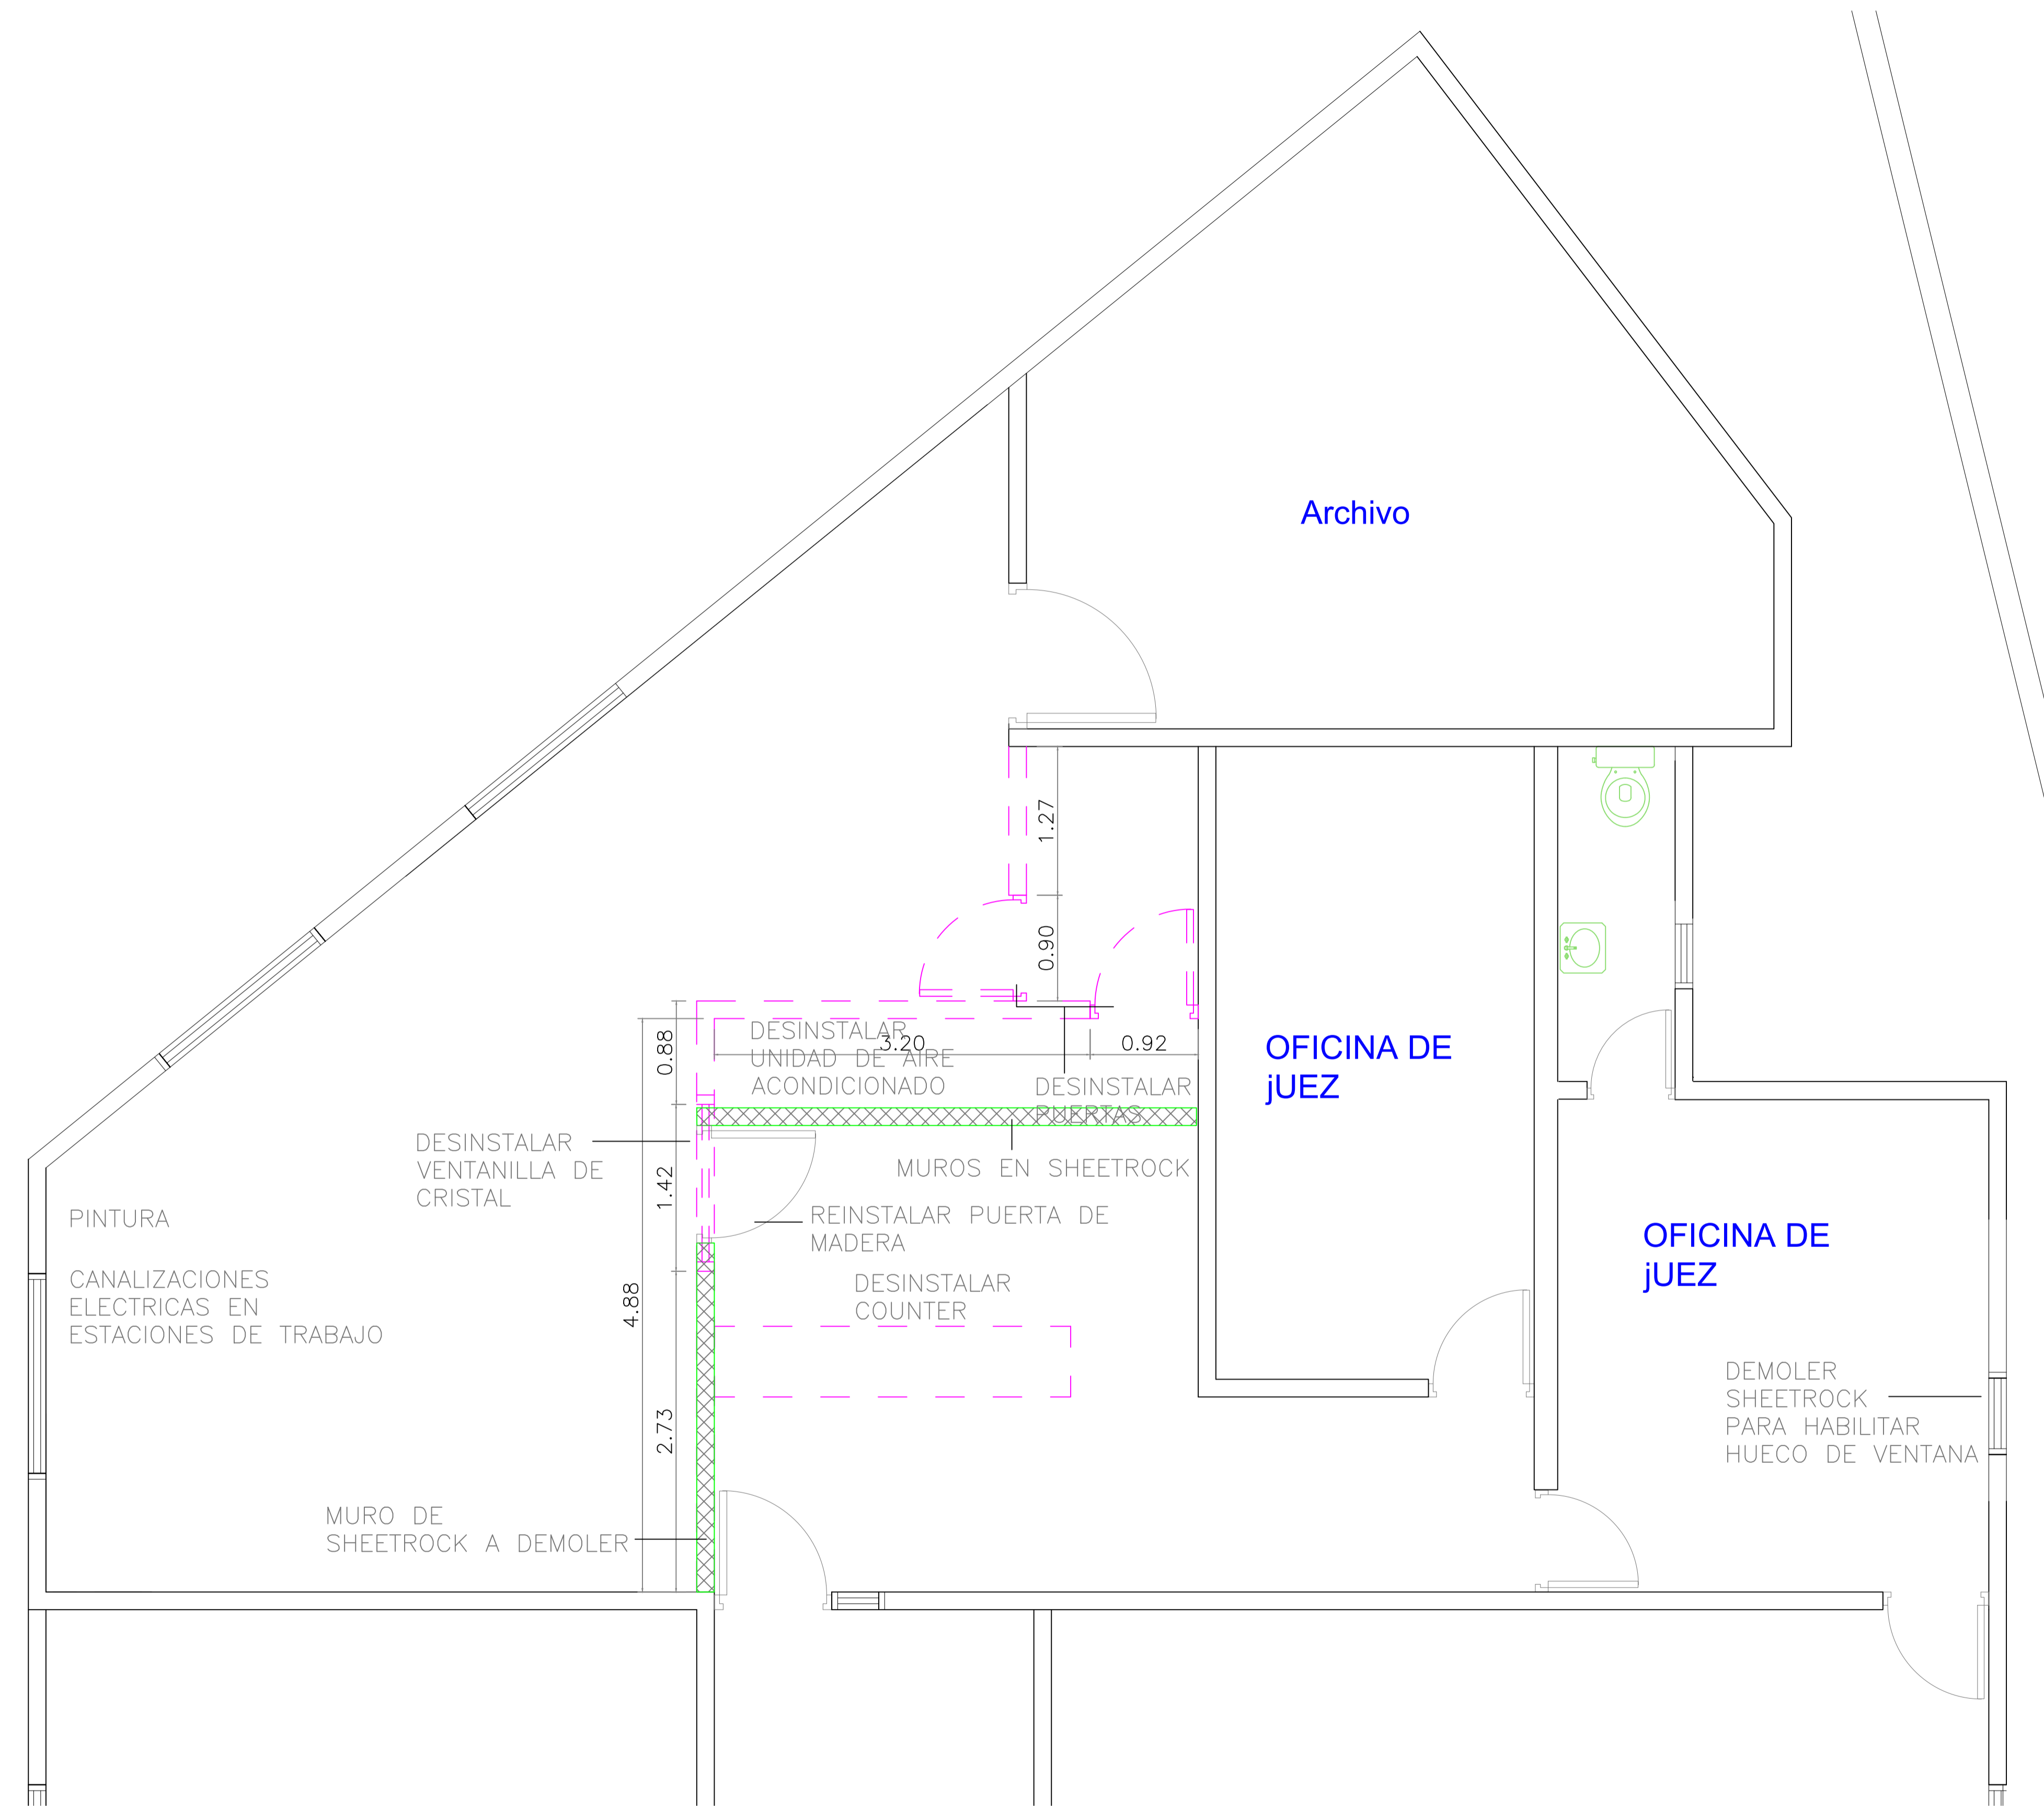 Archivo
1.27
0.90
0.88
DESINSTALAR
UNIDAD DE AIRE
ACONDICIONADO
3.20
0.92
OFICINA DE
jUEZ
DESINSTALAR
PUERTAS
DESINSTALAR
VENTANILLA DE
CRISTAL
1.42
MUROS EN SHEETROCK
PINTURA
REINSTALAR PUERTA DE
MADERA
OFICINA DE
jUEZ
CANALIZACIONES
ELECTRICAS EN
ESTACIONES DE TRABAJO
4.88
DESINSTALAR
COUNTER
2.73
DEMOLER
SHEETROCK
PARA HABILITAR
HUECO DE VENTANA
MURO DE
SHEETROCK A DEMOLER